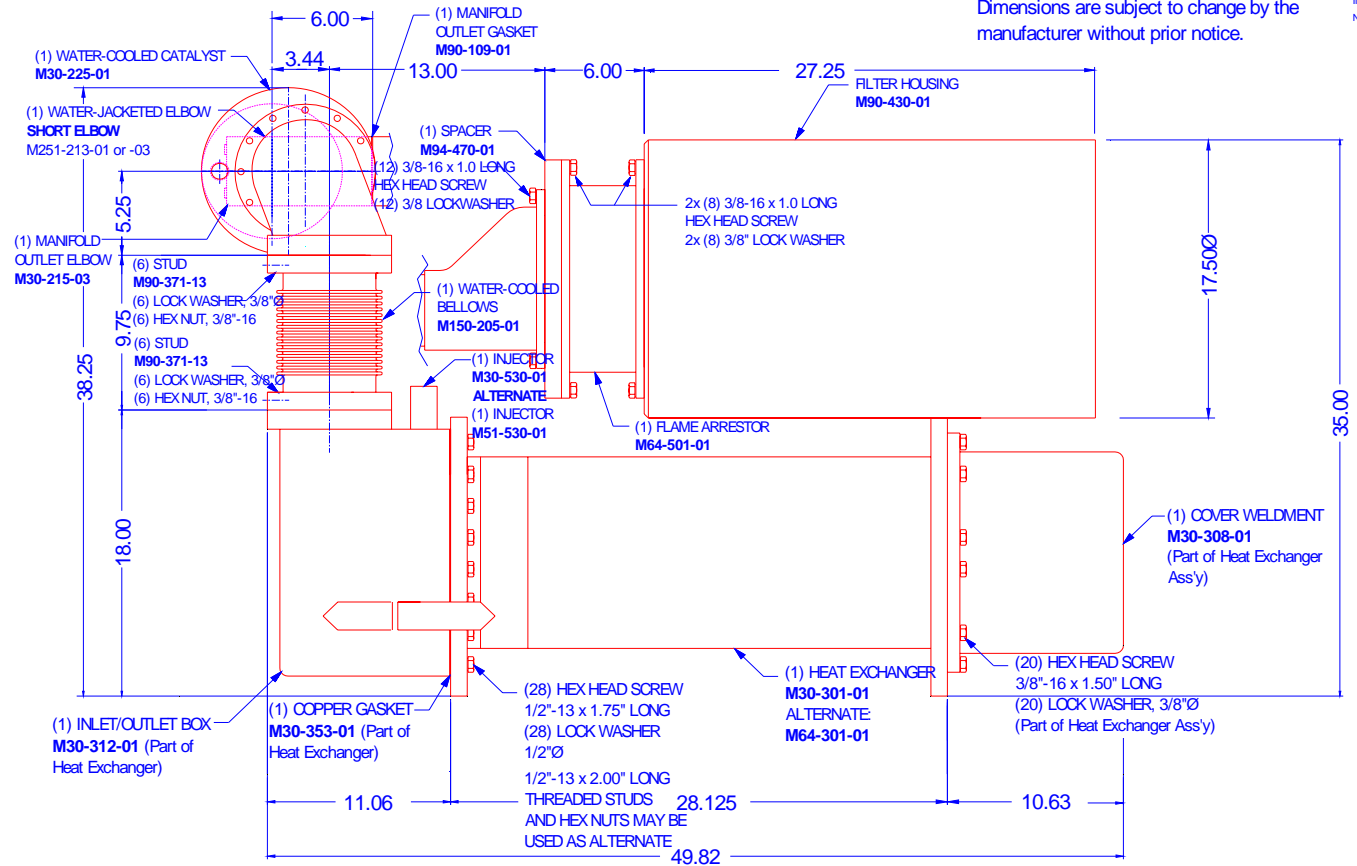 Dimensions are subject to change by the
manufacturer without prior notice.
6.00
(1) MANIFOLD
OUTLET GASKET
M90-109-01
(1) WATER-COOLED CATALYST
M30-225-01
3.44
13.00
6.00
27.25
FILTER HOUSING
M90-430-01
(1) WATER-JACKETED ELBOW
SHORT ELBOW
M251-213-01 or -03
(1) SPACER
M94-470-01
(12) 3/8-16 x 1.0 LONG
HEX HEAD SCREW
(12) 3/8 LOCKWASHER
2x (8) 3/8-16 x 1.0 LONG
HEX HEAD SCREW
2x (8) 3/8" LOCK WASHER
5.25
17.50Ø
(1) MANIFOLD
OUTLET ELBOW
M30-215-03
(6) STUD
M90-371-13
(6) LOCK WASHER, 3/8"Ø
(6) HEX NUT, 3/8"-16
(1) WATER-COOLED
BELLOWS
M150-205-01
9.75
38.25
(6) STUD
M90-371-13
(6) LOCK WASHER, 3/8"Ø
(6) HEX NUT, 3/8"-16
(1) INJECTOR
M30-530-01
ALTERNATE
(1) INJECTOR
M51-530-01
(1) FLAME ARRESTOR
M64-501-01
35.00
18.00
(1) COVER WELDMENT
M30-308-01
(Part of Heat Exchanger
Ass'y)
(1) INLET/OUTLET BOX
M30-312-01 (Part of
Heat Exchanger)
(1) COPPER GASKET
M30-353-01 (Part of
Heat Exchanger)
(28) HEX HEAD SCREW
1/2"-13 x 1.75" LONG
(28) LOCK WASHER
1/2"Ø
1/2"-13 x 2.00" LONG
THREADED STUDS
AND HEX NUTS MAY BE
USED AS ALTERNATE
(1) HEAT EXCHANGER
M30-301-01
ALTERNATE:
M64-301-01
(20) HEX HEAD SCREW
3/8"-16 x 1.50" LONG
(20) LOCK WASHER, 3/8"Ø
(Part of Heat Exchanger Ass'y)
11.06
28.125
10.63
49.82